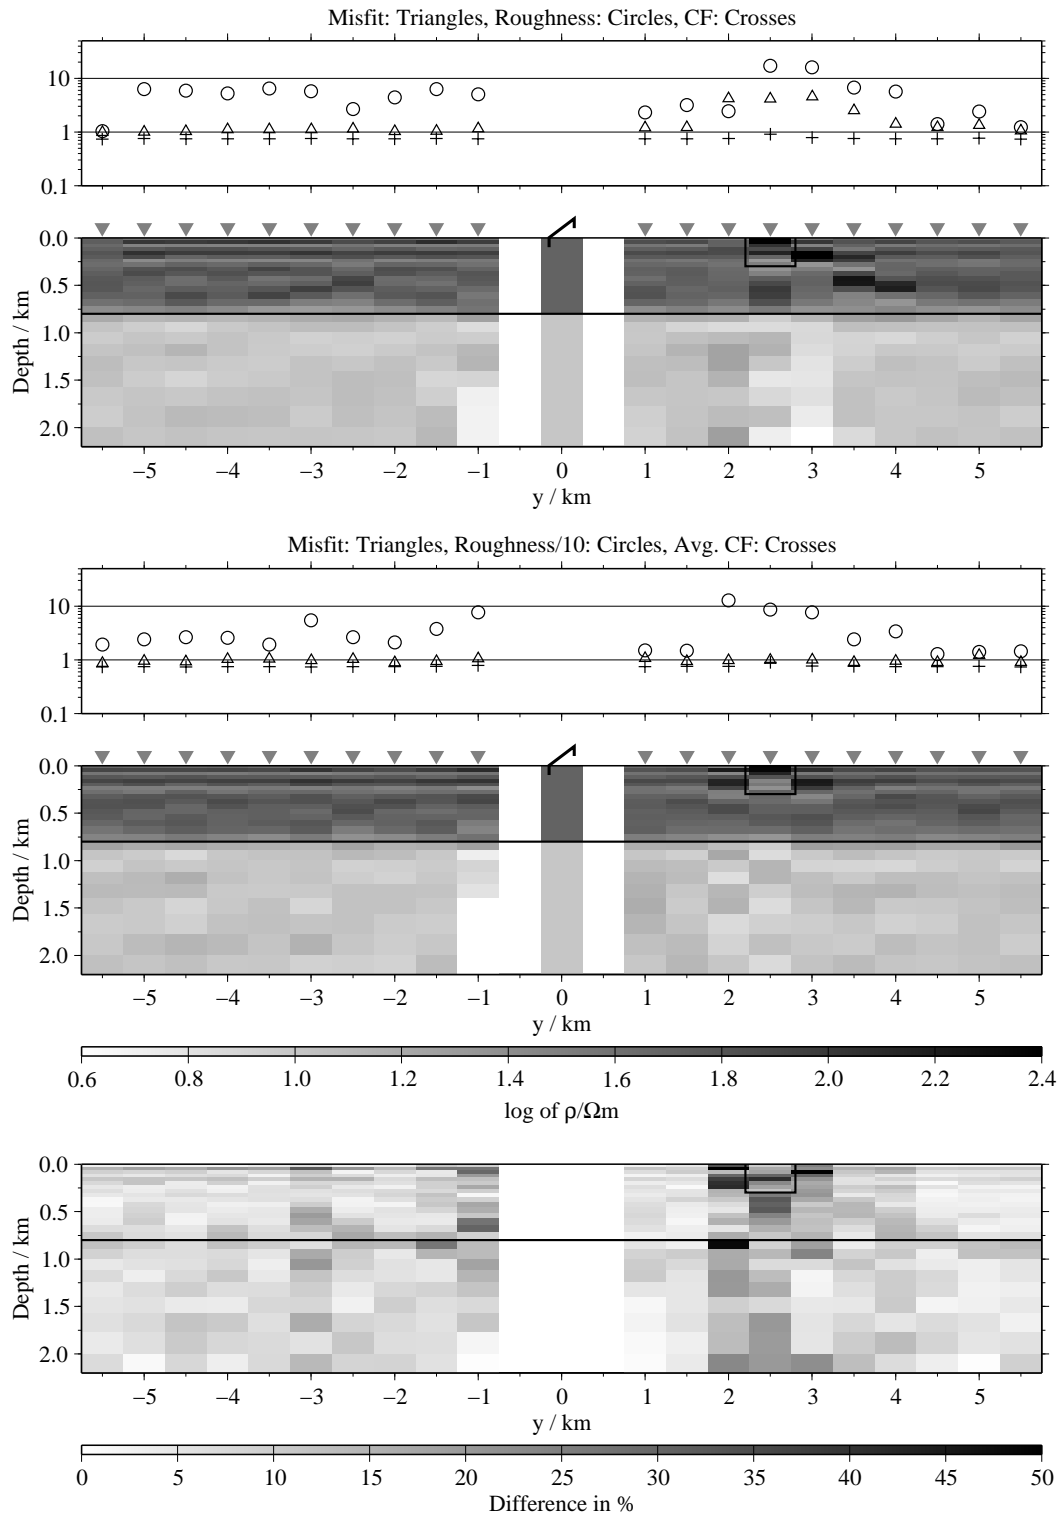 Misfit: Triangles, Roughness: Circles, CF: Crosses
10
1
0.1
0.0
0.5
1.0
1.5
2.0
Depth / km
−5 −4 −3 −2 −1 0 1 2 3 4 5
y / km
Misfit: Triangles, Roughness/10: Circles, Avg. CF: Crosses
10
1
0.1
0.0
0.5
1.0
1.5
2.0
Depth / km
−5 −4 −3 −2 −1 0 1 2 3 4 5
y / km
0.6 0.8 1.0 1.2 1.4 1.6 1.8 2.0 2.2 2.4
log of ρ/Ωm
0.0
0.5
1.0
1.5
2.0
Depth / km
−5 −4 −3 −2 −1 0 1 2 3 4 5
y / km
0 5 10 15 20 25 30 35 40 45 50
Difference in %